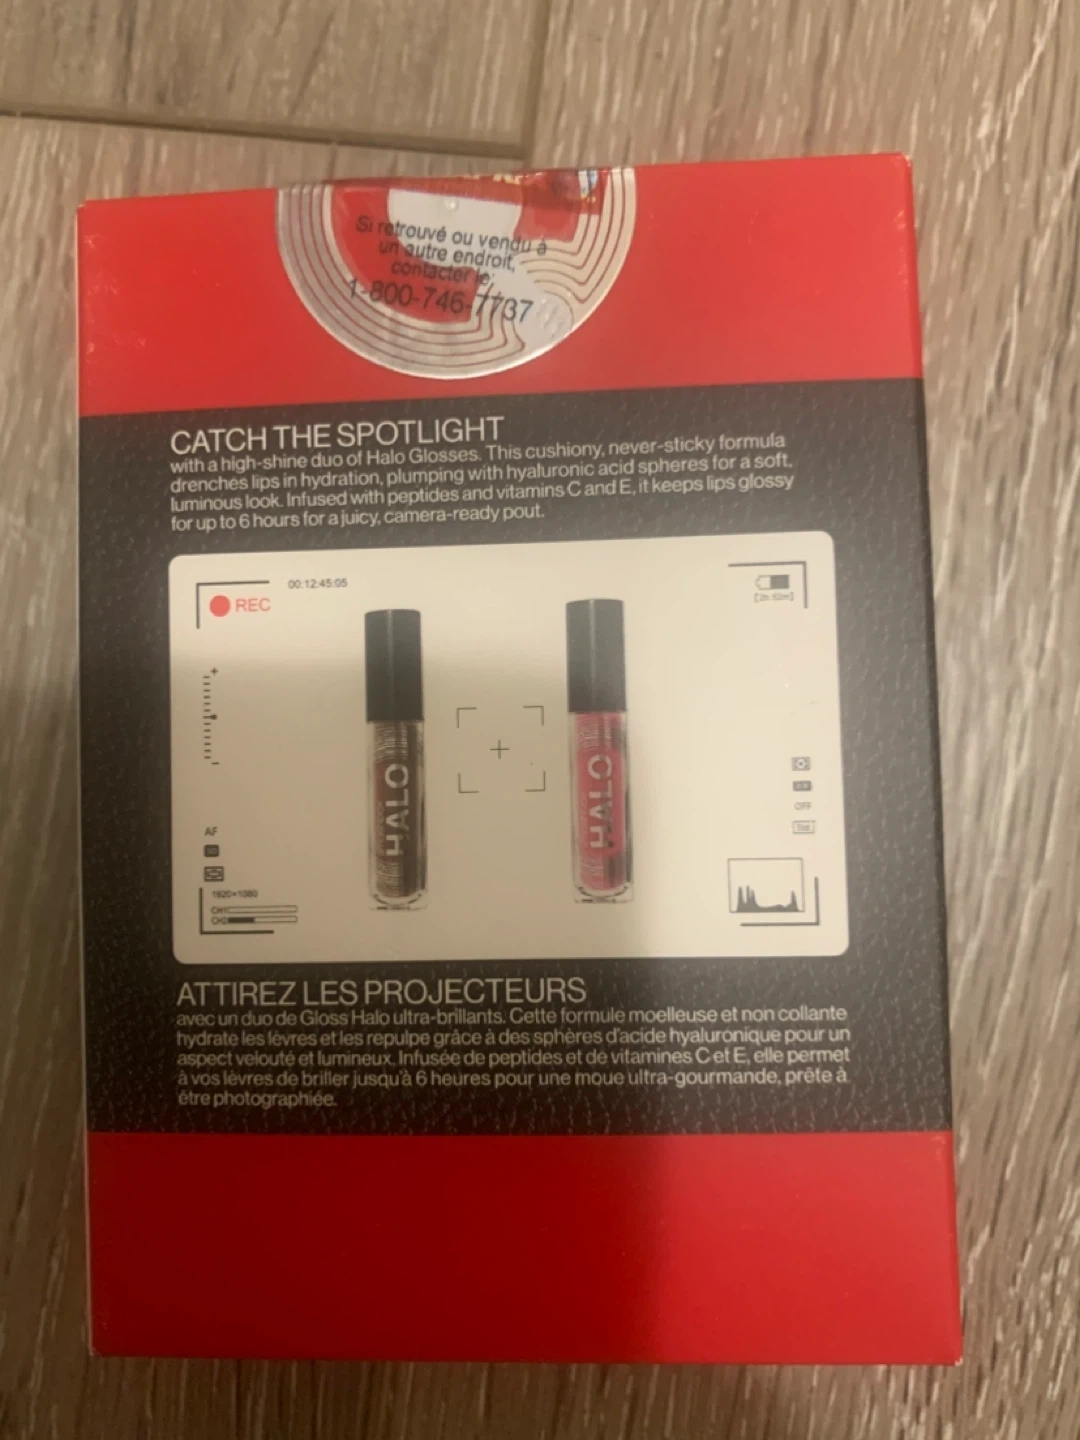 Si retrouvé ou vendu à
un autre endroit,
contacter le:
1-800-746-7737
CATCH THE SPOTLIGHT
with a high-shine duo of Halo Glosses. This cushiony, never-sticky formula
drenches lips in hydration, plumping with hyaluronic acid spheres for a soft,
luminous look. Infused with peptides and vitamins C and E, it keeps lips glossy
for up to 6 hours for a juicy, camera-ready pout.
00:12:45:05
REC
HALO
HALO
AF
OFF
Std
1920×1080
CH1
CH2
ATTIREZ LES PROJECTEURS
avec un duo de Gloss Halo ultra-brillants. Cette formule moelleuse et non collante
hydrate les lèvres et les repulpe grâce à des sphères d'acide hyaluronique pour un
aspect velouté et lumineux. Infusée de peptides et de vitamines C et E, elle permet
à vos lèvres de briller jusqu'à 6 heures pour une moue ultra-gourmande, prête à
être photographiée.